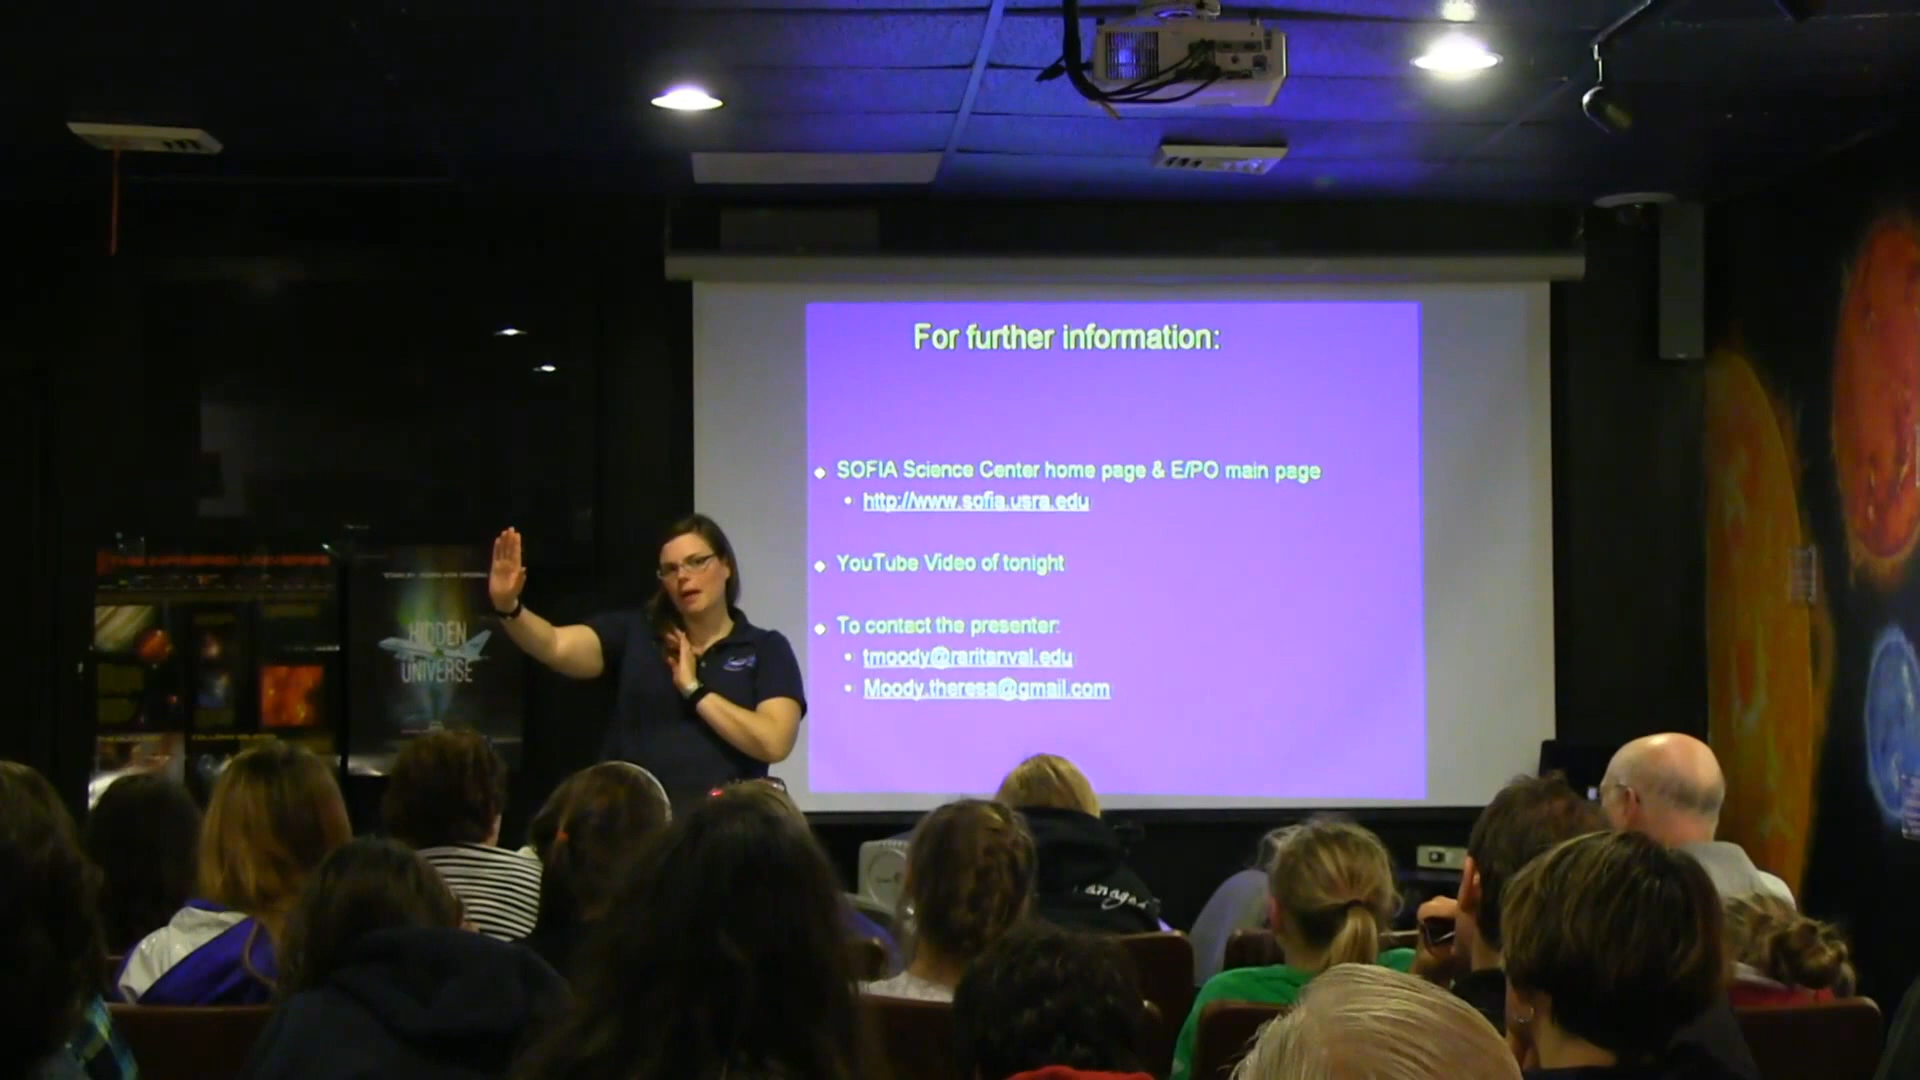 For further information:
SOFIA Science Center home page & E/PO main page
http://www.sofia.usra.edu
YouTube Video of tonight
To contact the presenter:
tmoody@raritanval.edu
Moody.theresa@gmail.com
HIDDEN
UNIVERSE